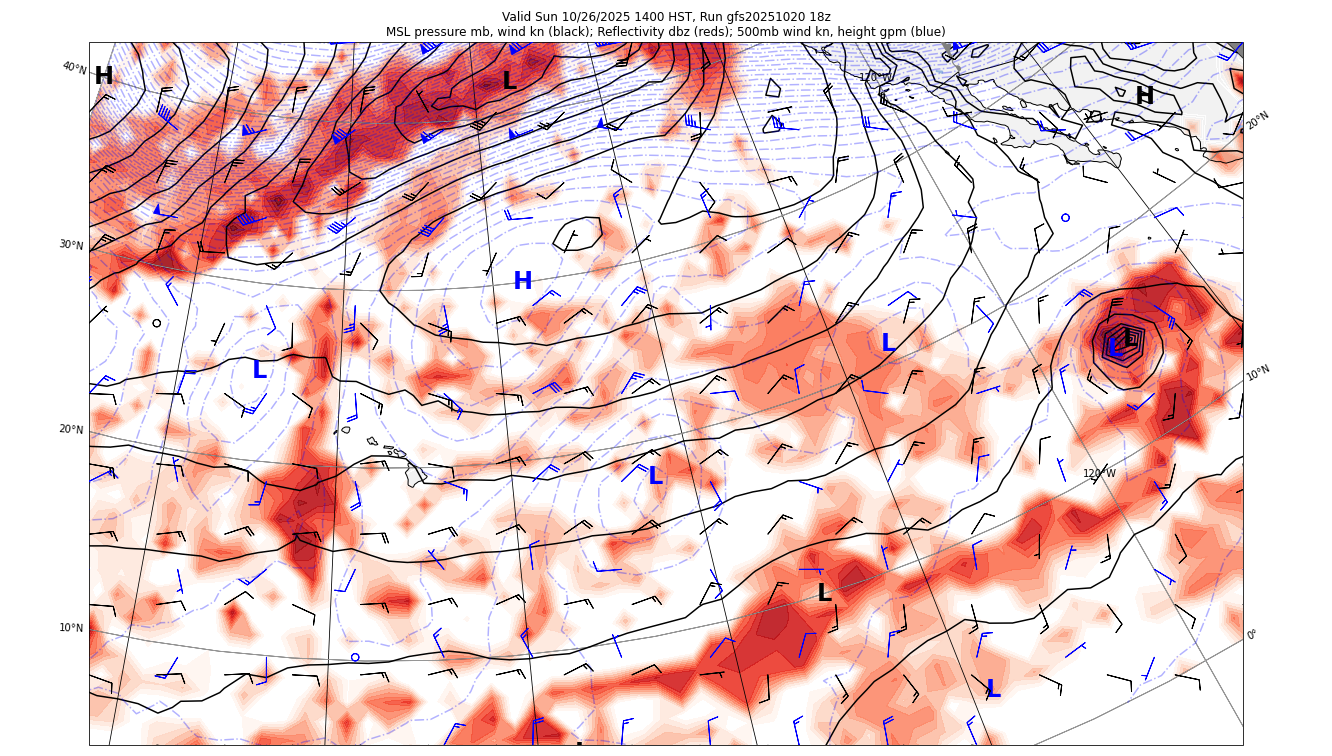 Valid Sun 10/26/2025 1400 HST, Run gfs20251020 18z
MSL pressure mb, wind kn (black); Reflectivity dbz (reds); 500mb wind kn, height gpm (blue)
40°N
H
L
120°W
H
20°N
30°N
H
L
L
L
L
10°N
20°N
L
120°W
L
10°N
0°
L